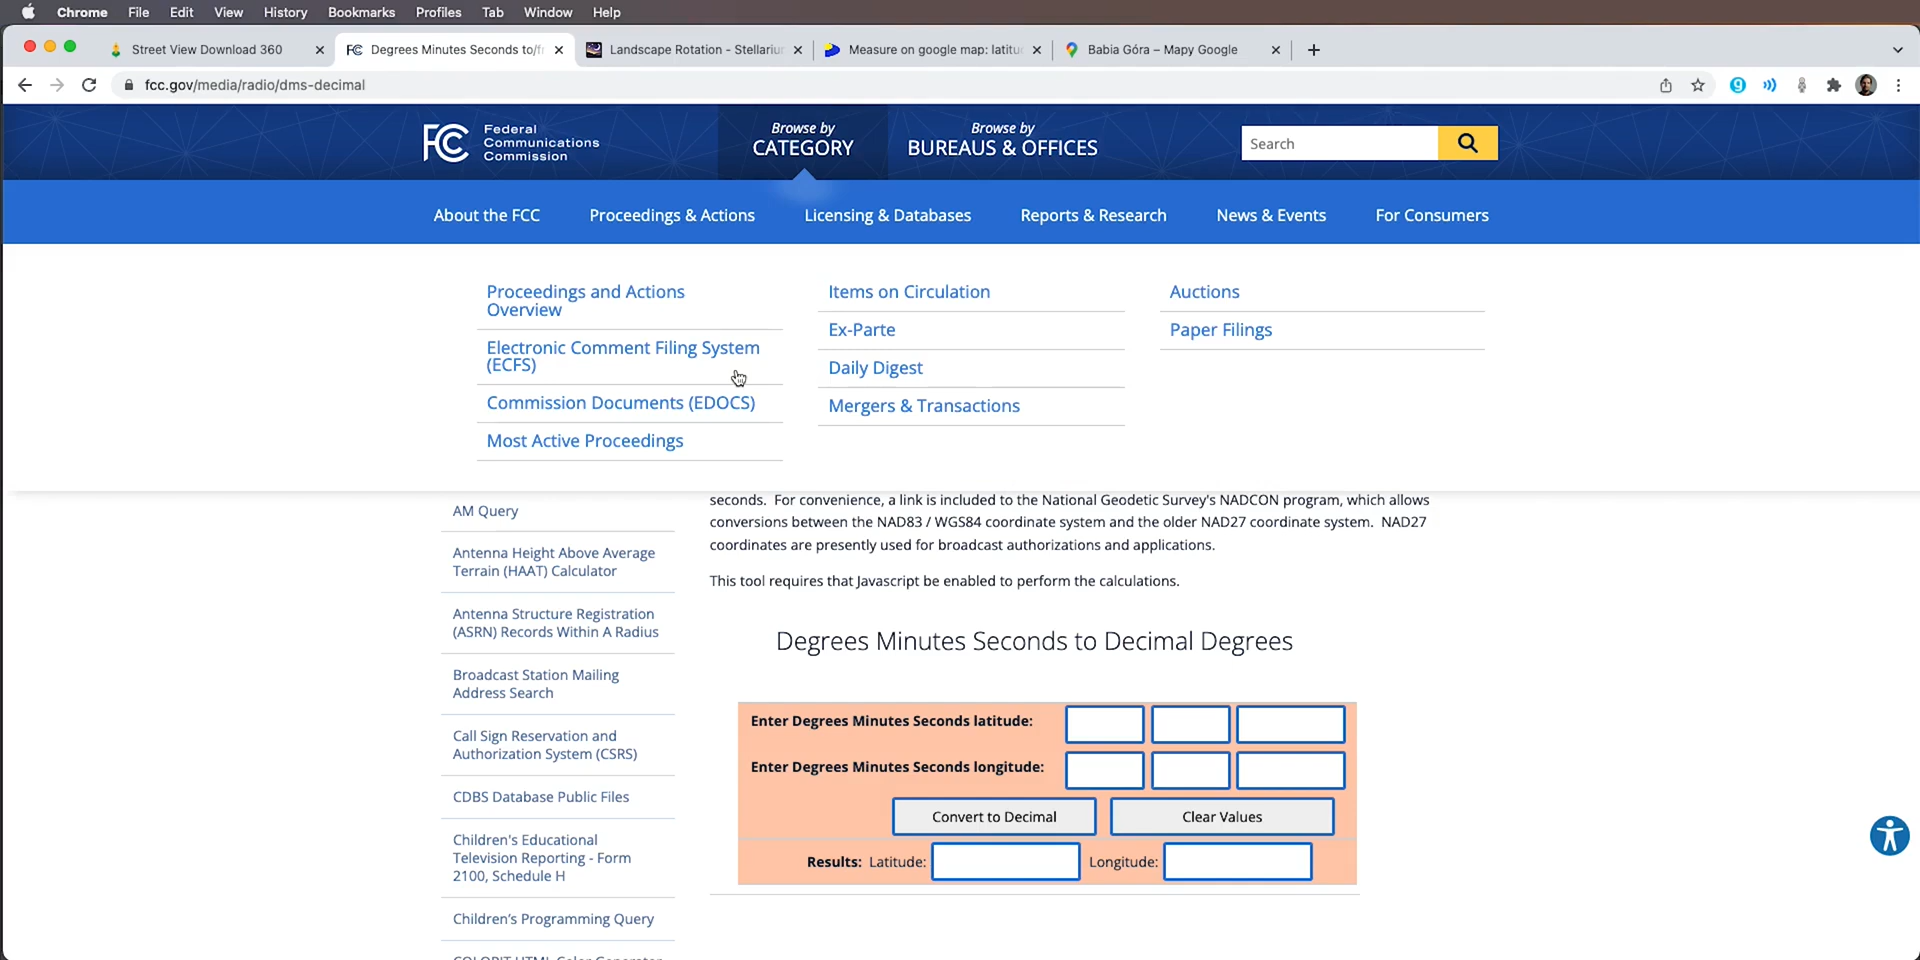 Chrome File Edit View History Bookmarks Profiles Tab Window Help
Street View Download 360
Degrees Minutes Seconds to/f
Landscape Rotation - Stellariu
Measure on google map: latitu
Babia Góra – Mapy Google
fcc.gov/media/radio/dms-decimal
FCC
Federal
Communications
Commission
Browse by
CATEGORY
Browse by
BUREAUS & OFFICES
Search
About the FCC
Proceedings & Actions
Licensing & Databases
Reports & Research
News & Events
For Consumers
Proceedings and Actions
Overview
Electronic Comment Filing System
(ECFS)
Commission Documents (EDOCS)
Most Active Proceedings
Items on Circulation
Ex-Parte
Daily Digest
Mergers & Transactions
Auctions
Paper Filings
AM Query
Antenna Height Above Average
Terrain (HAAT) Calculator
Antenna Structure Registration
(ASRN) Records Within A Radius
Broadcast Station Mailing
Address Search
Call Sign Reservation and
Authorization System (CSRS)
CDBS Database Public Files
Children's Educational
Television Reporting - Form
2100, Schedule H
Children's Programming Query
seconds. For convenience, a link is included to the National Geodetic Survey's NADCON program, which allows
conversions between the NAD83 / WGS84 coordinate system and the older NAD27 coordinate system. NAD27
coordinates are presently used for broadcast authorizations and applications.
This tool requires that Javascript be enabled to perform the calculations.
Degrees Minutes Seconds to Decimal Degrees
Enter Degrees Minutes Seconds latitude:
Enter Degrees Minutes Seconds longitude:
Convert to Decimal
Clear Values
Results: Latitude:
Longitude: